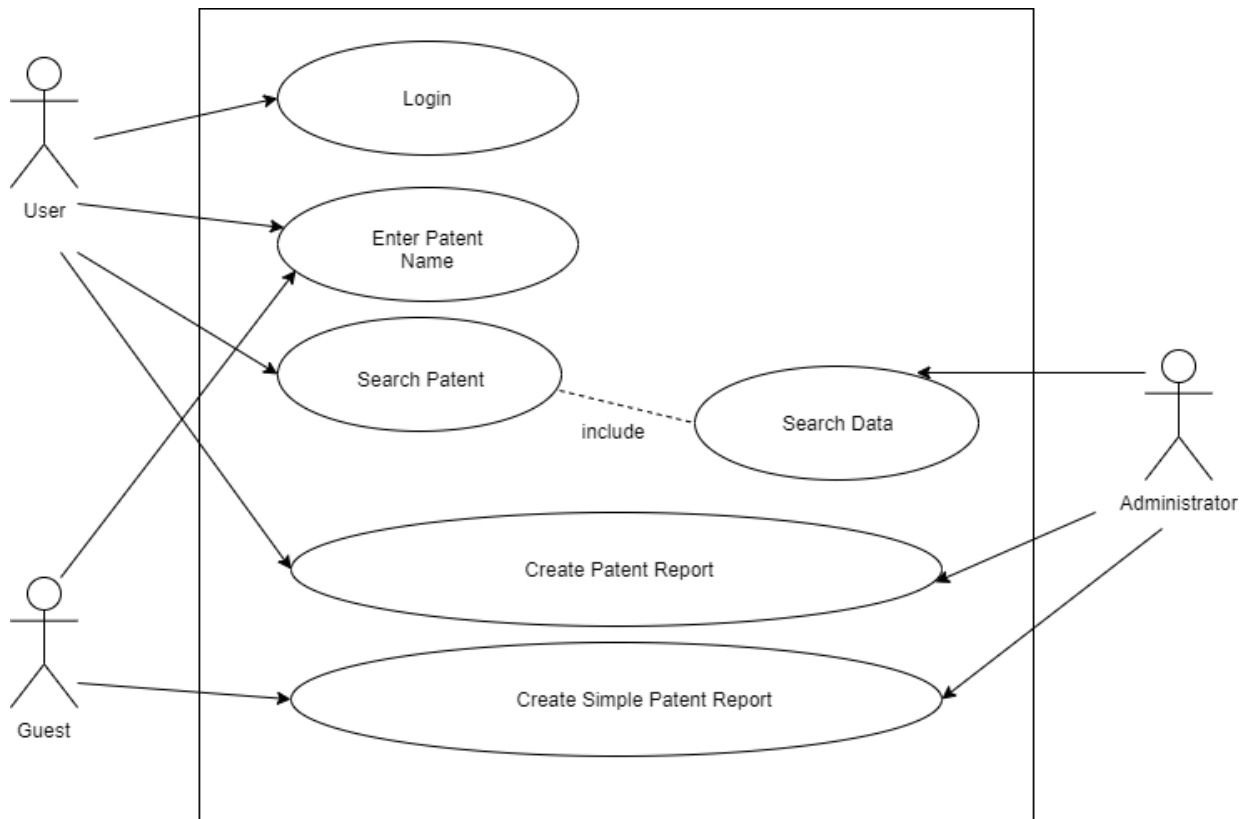 Login
User
Enter Patent
Name
Search Patent
include
Search Data
Administrator
Create Patent Report
Create Simple Patent Report
Guest